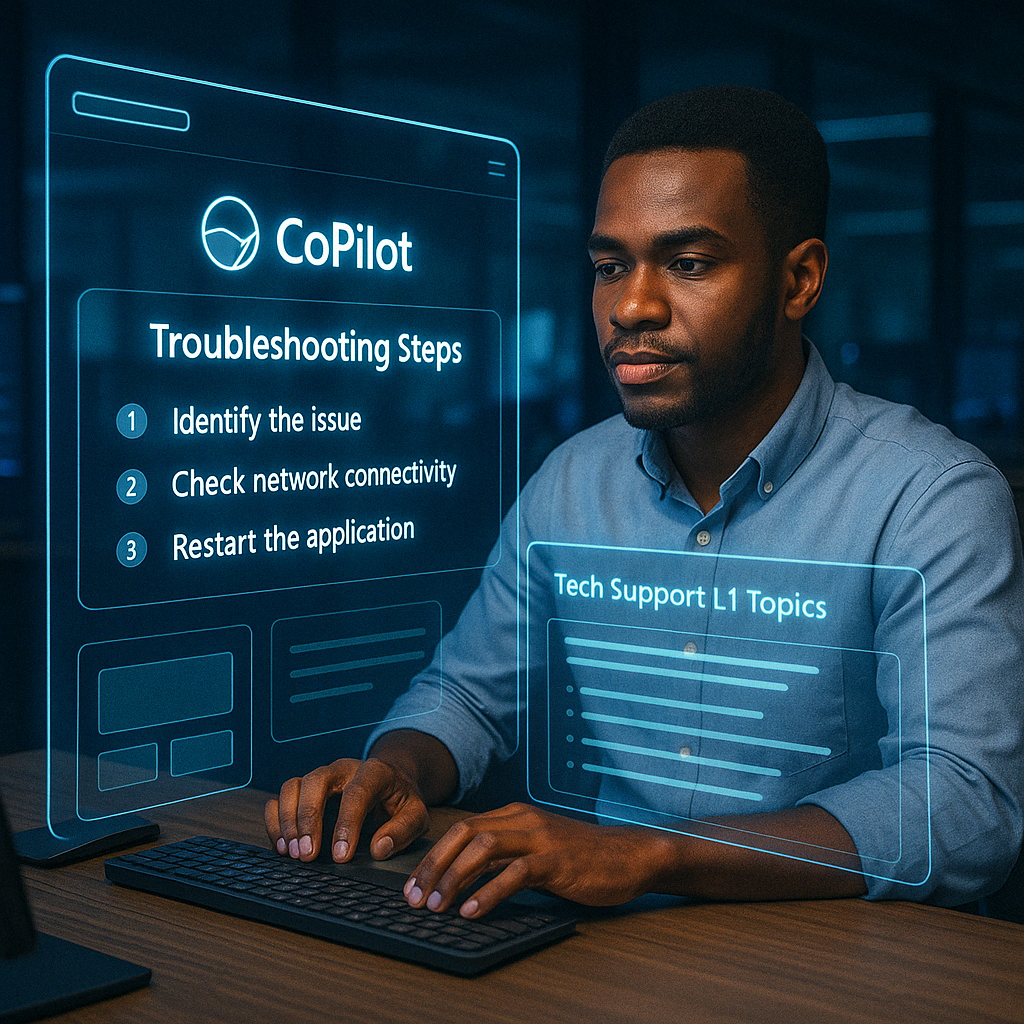 CoPilot
Troubleshooting Steps
1 Identify the issue
2 Check network connectivity
3 Restart the application
Tech Support L1 Topics